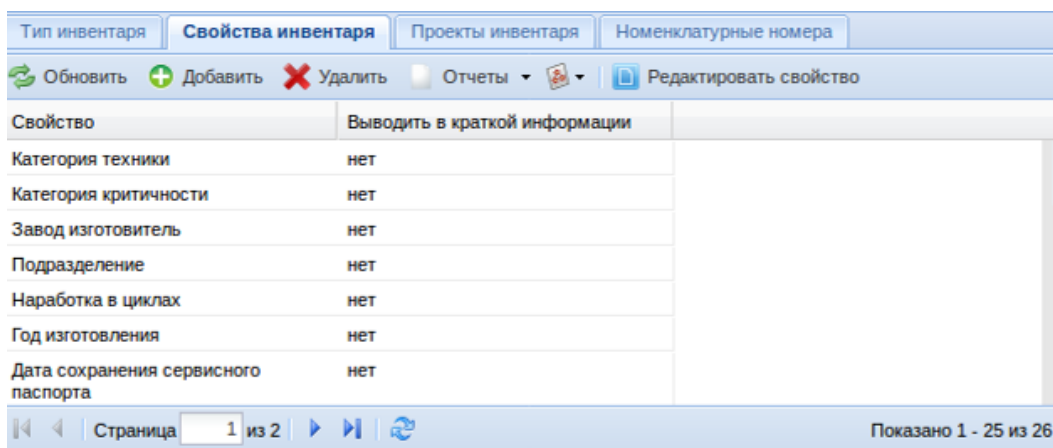 Тип инвентаря Свойства инвентаря Проекты инвентаря Номенклатурные номера
Обновить Добавить Удалить Отчеты Редактировать свойство
Свойство Выводить в краткой информации
Категория техники нет
Категория критичности нет
Завод изготовитель нет
Подразделение нет
Наработка в циклах нет
Год изготовления нет
Дата сохранения сервисного нет
паспорта
Страница 1 из 2 Показано 1 - 25 из 26